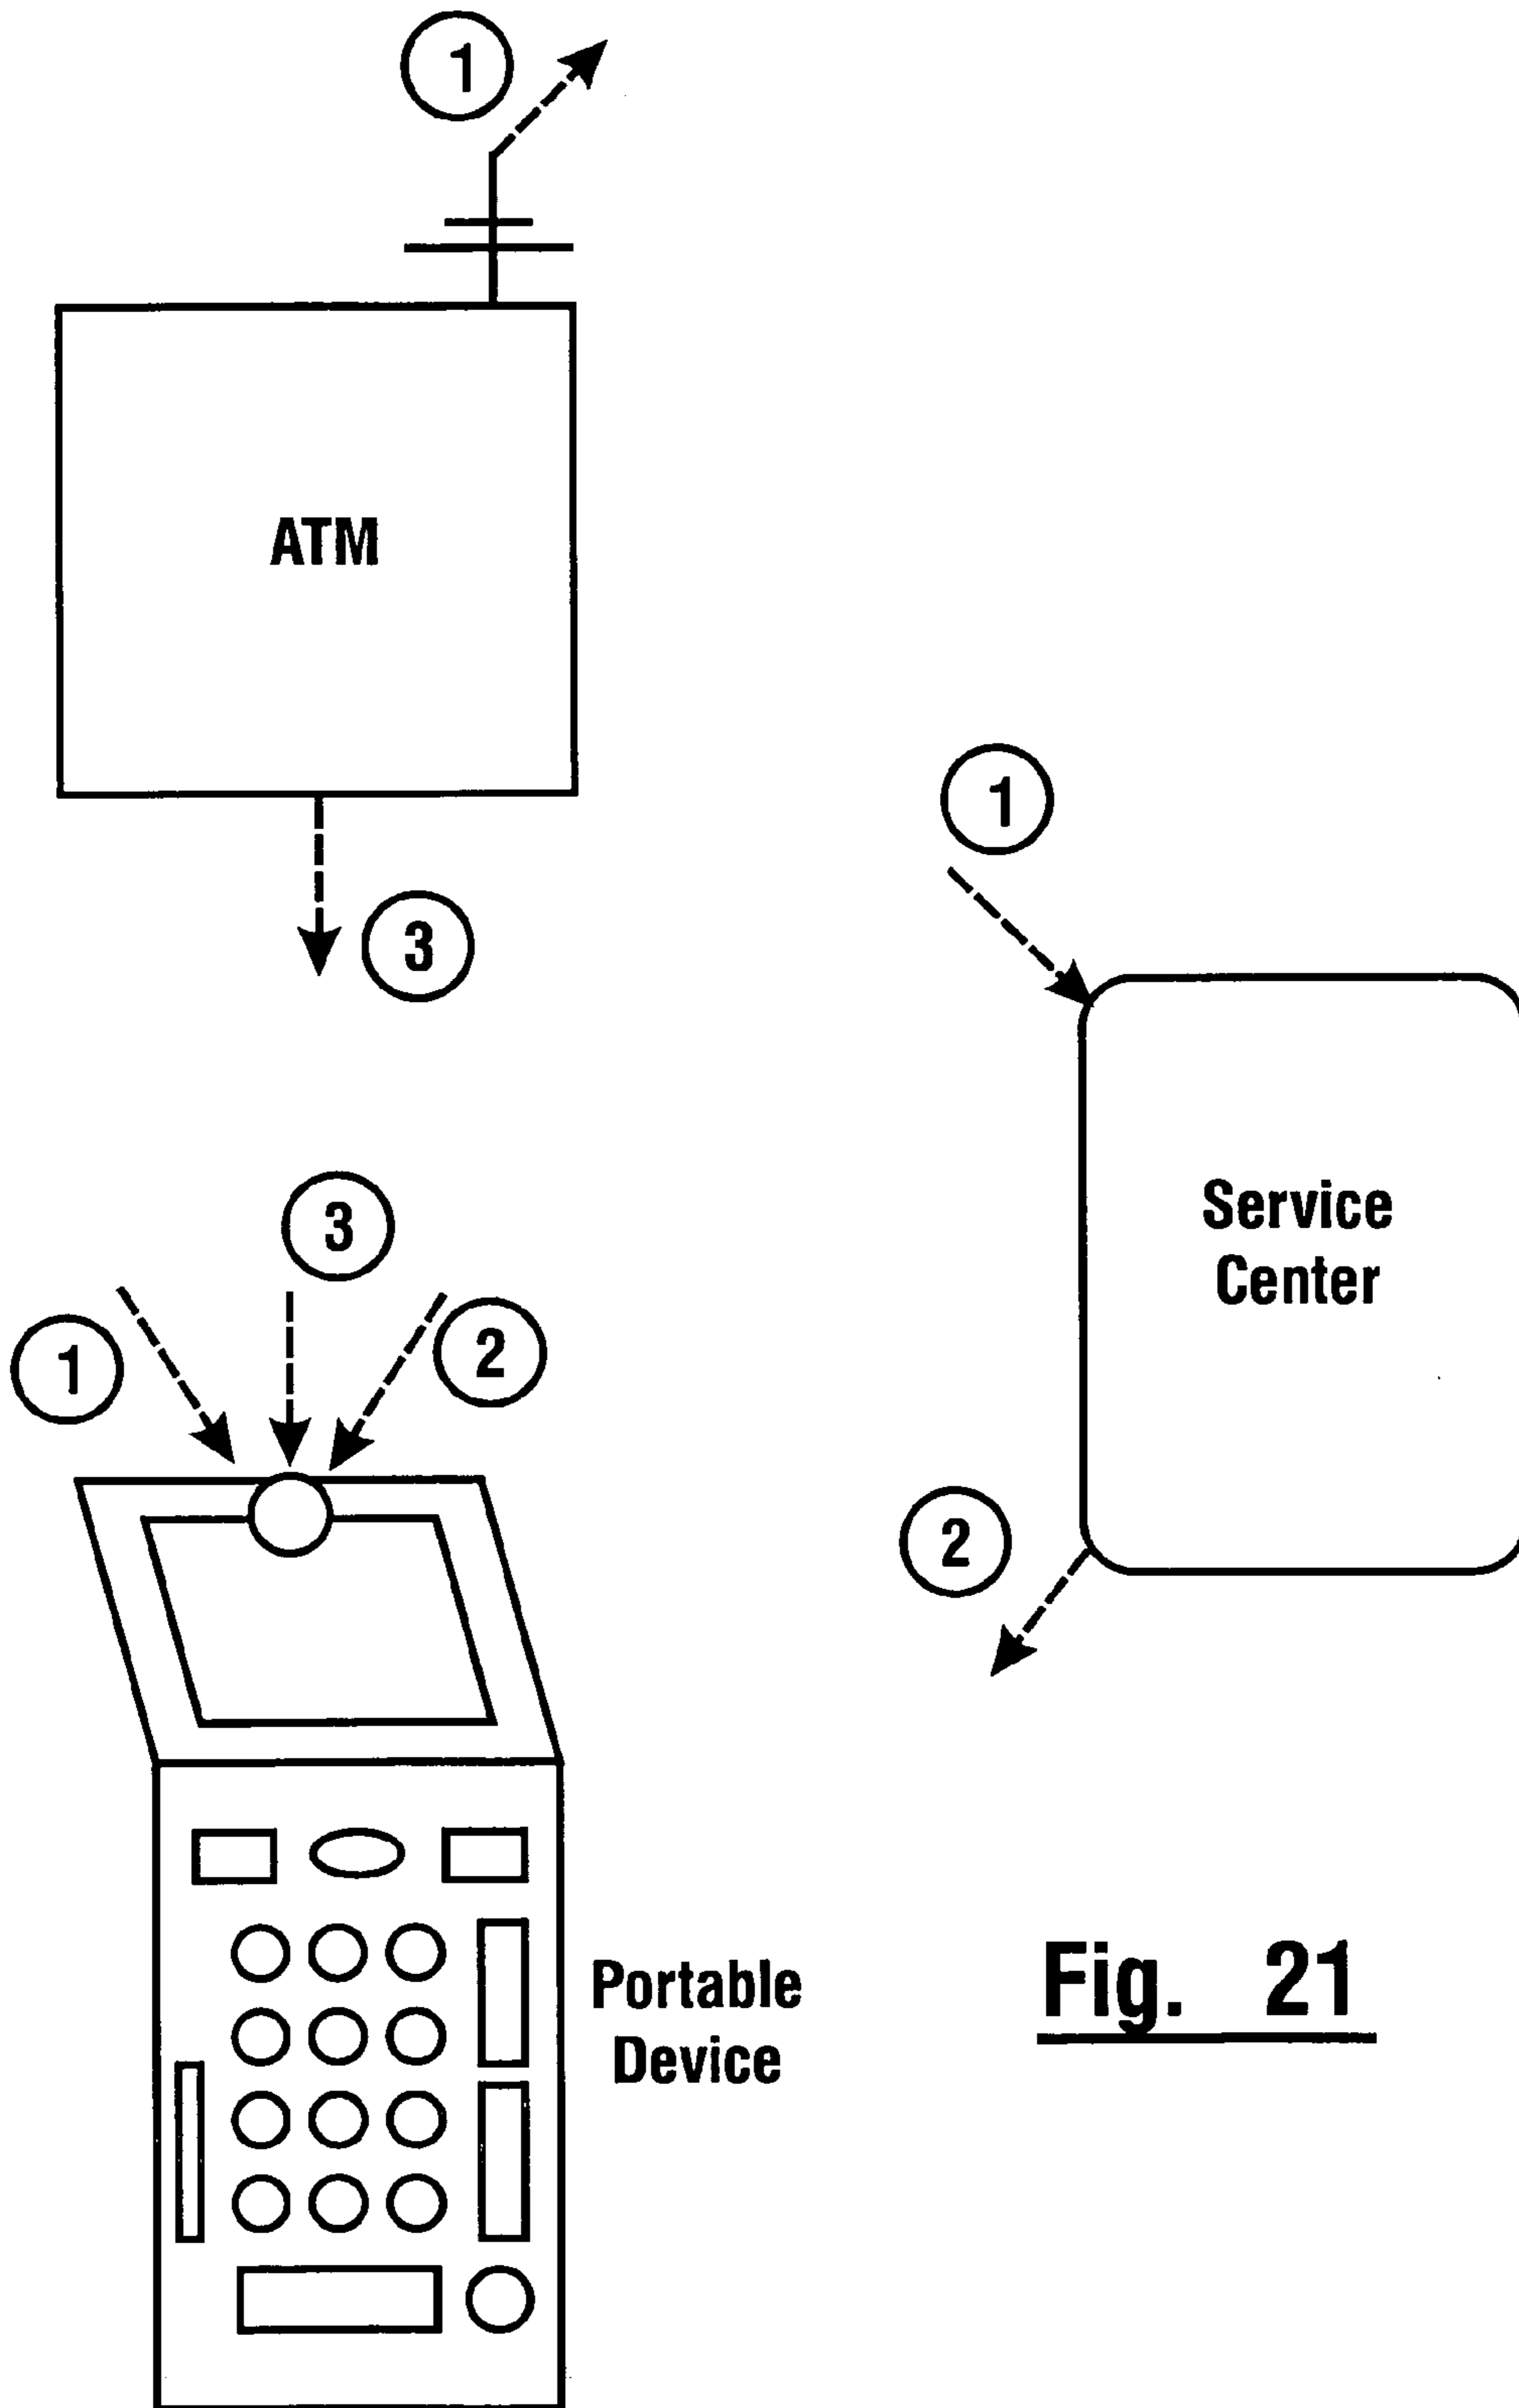 1
ATM
3
1
3
1
2
Service
Center
2
Portable
Device
Fig. 21